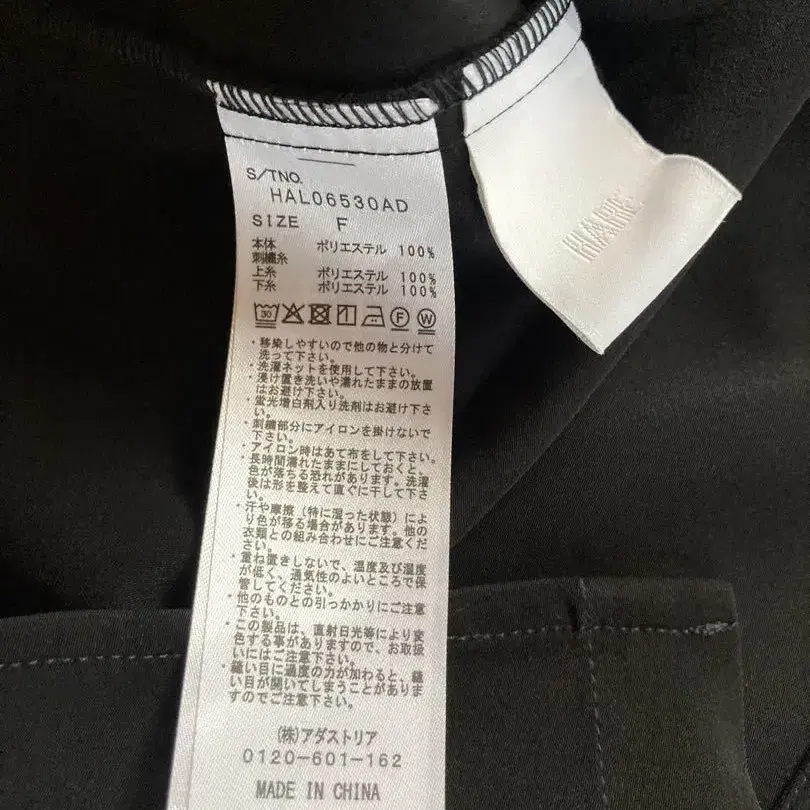 S/TNO.
HAL06530AD
SIZE F
本体 ポリエステル 100%
刺繍糸
上糸 ポリエステル 100%
下糸 ポリエステル 100%
30
F W
・移染しやすいので他の物と分けて
洗って下さい。
・洗濯ネットを使用して下さい。
・浸け置き洗いや濡れたままの放置
はお避け下さい。
・蛍光増白剤入り洗剤はお避け下さ
い。
・刺繍部分にアイロンを掛けないで
下さい。
・アイロン時はあて布をして下さい。
・長時間濡れたままにしておくと、
色が落ちる恐れがあります。洗濯
後は形を整えて直ぐに干して下さ
い。
・汗や摩擦（特に湿った状態）によ
り色が移る場合があります。他の
衣類との組み合わせにご注意くだ
さい。
・重ね置きしないで、温度及び湿度
が低く、通気性のよいところで保
管してください。
・他のものとの引っかかりにご注意
下さい。
・この製品は、直射日光等により変
色する事がありますので、お取扱
いにはご注意下さい。
・縫い目に過度の力が加わると、縫
い目が開いてしまうことがありま
すのでご注意下さい。
(株)アダストリア
0120-601-162
MADE IN CHINA